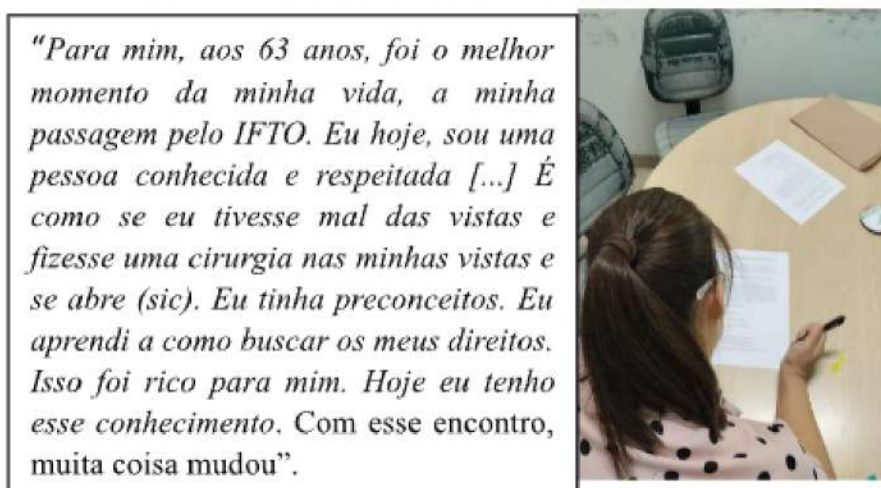 “Para mim, aos 63 anos, foi o melhor
momento da minha vida, a minha
passagem pelo IFTO. Eu hoje, sou uma
pessoa conhecida e respeitada [...] É
como se eu tivesse mal das vistas e
fizesse uma cirurgia nas minhas vistas e
se abre (sic). Eu tinha preconceitos. Eu
aprendi a como buscar os meus direitos.
Isso foi rico para mim. Hoje eu tenho
esse conhecimento. Com esse encontro,
muita coisa mudou”.